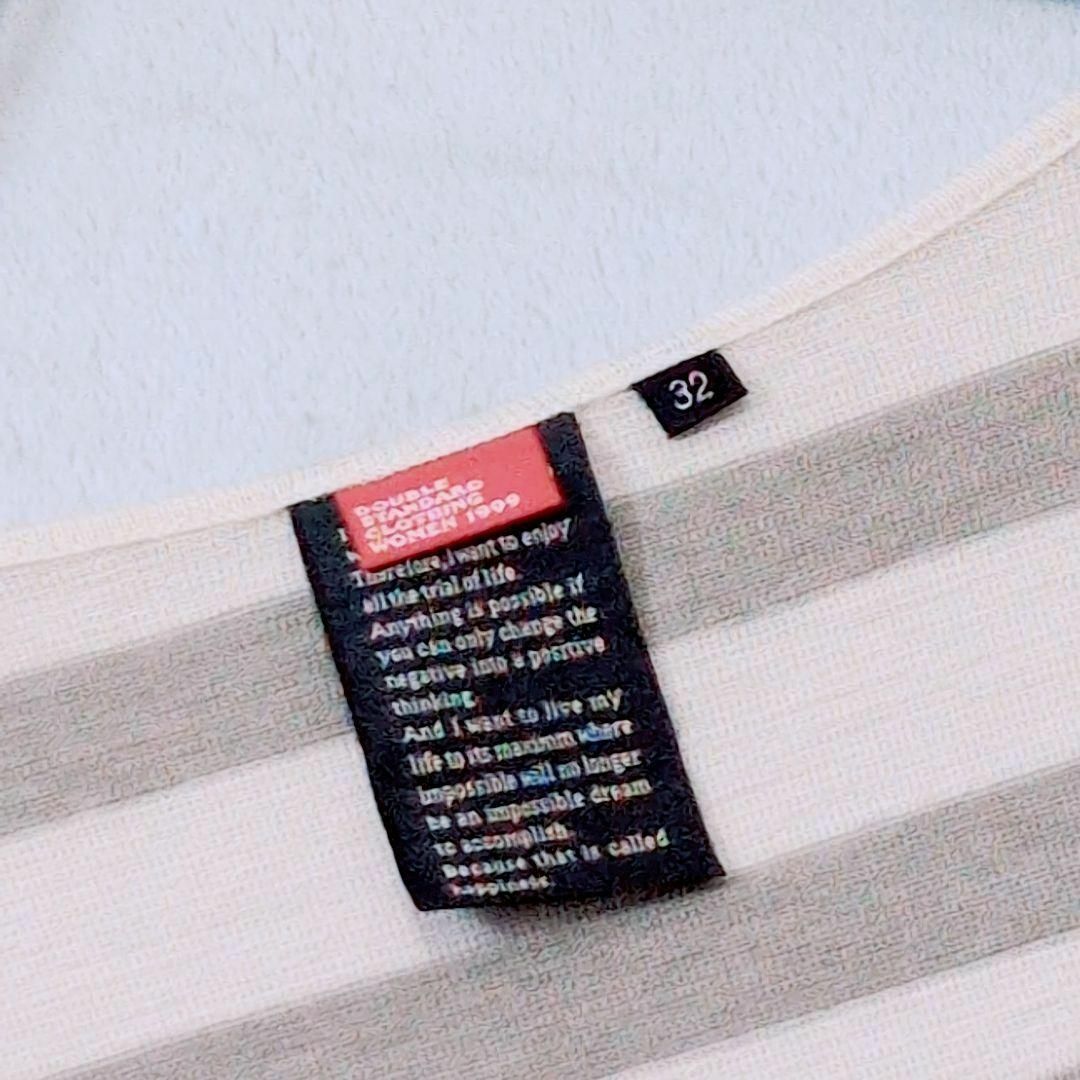 32
DOUBLE
STANDARD
CLOTHING
WOMEN 1999
Therefore, I want to enjoy
all the trial of life.
Anything is possible if
you can only change the
negative into a positive
thinking.
And I want to live my
life to its maximum where
impossible will no longer
be an impossible dream
to accomplish.
Because that is called
happiness.